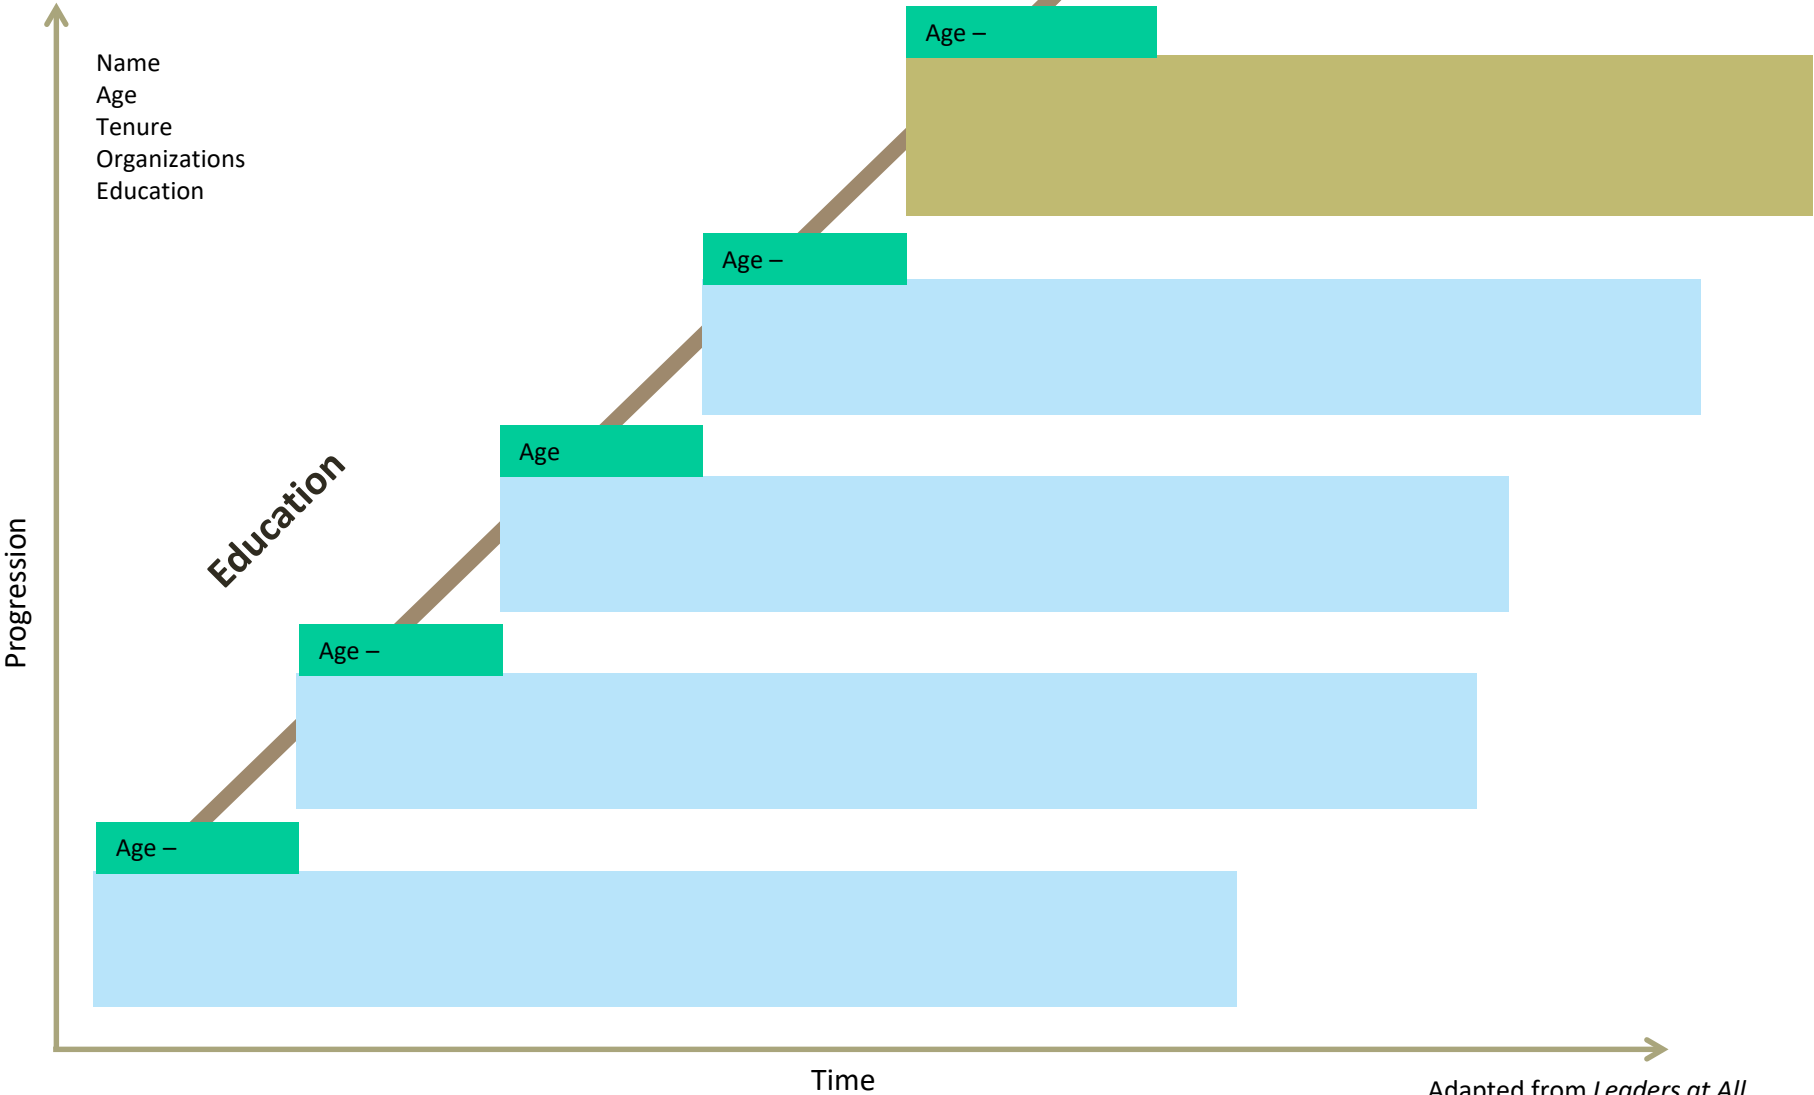 Age –
Name
Age
Tenure
Organizations
Education
Age –
Age
Education
Progression
Age –
Age –
Time
Adapted from Leaders at All